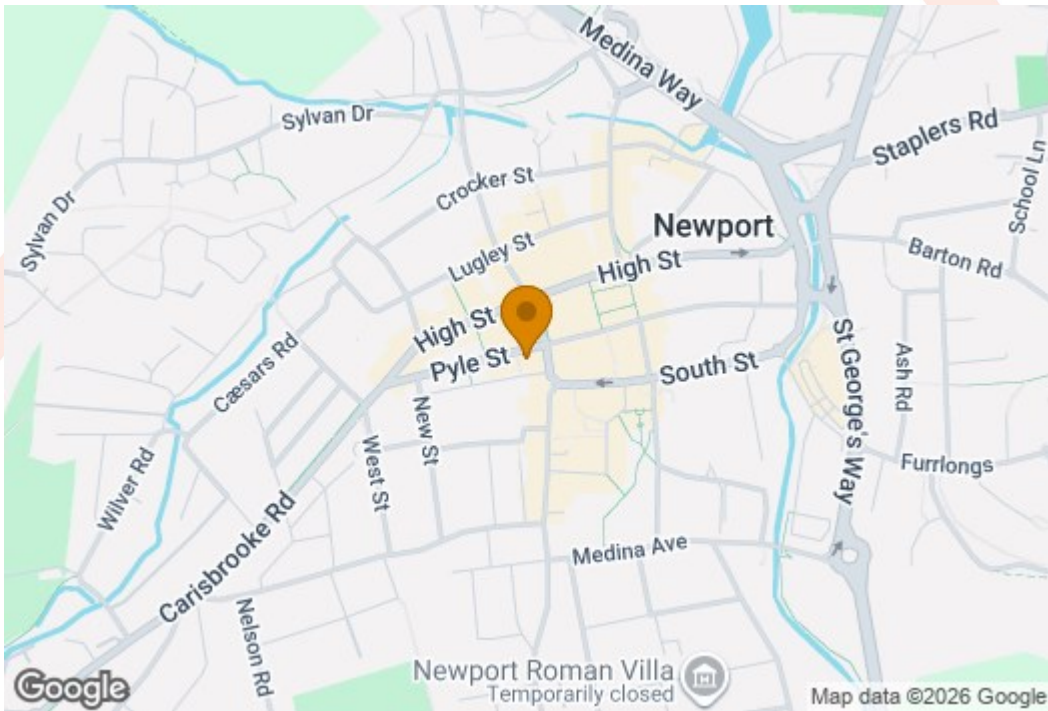 Medina Way
Sylvan Dr
Staplers Rd
School Ln
Crocker St
Sylvan Dr
Newport
Lugley St
Barton Rd
High St
High St
Pyle St
South St
St George's Way
Ash Rd
Cæsars Rd
New St
West St
Wilver Rd
Furrlongs
Carisbrooke Rd
Medina Ave
Nelson Rd
Newport Roman Villa
Temporarily closed
Google
Map data ©2026 Google